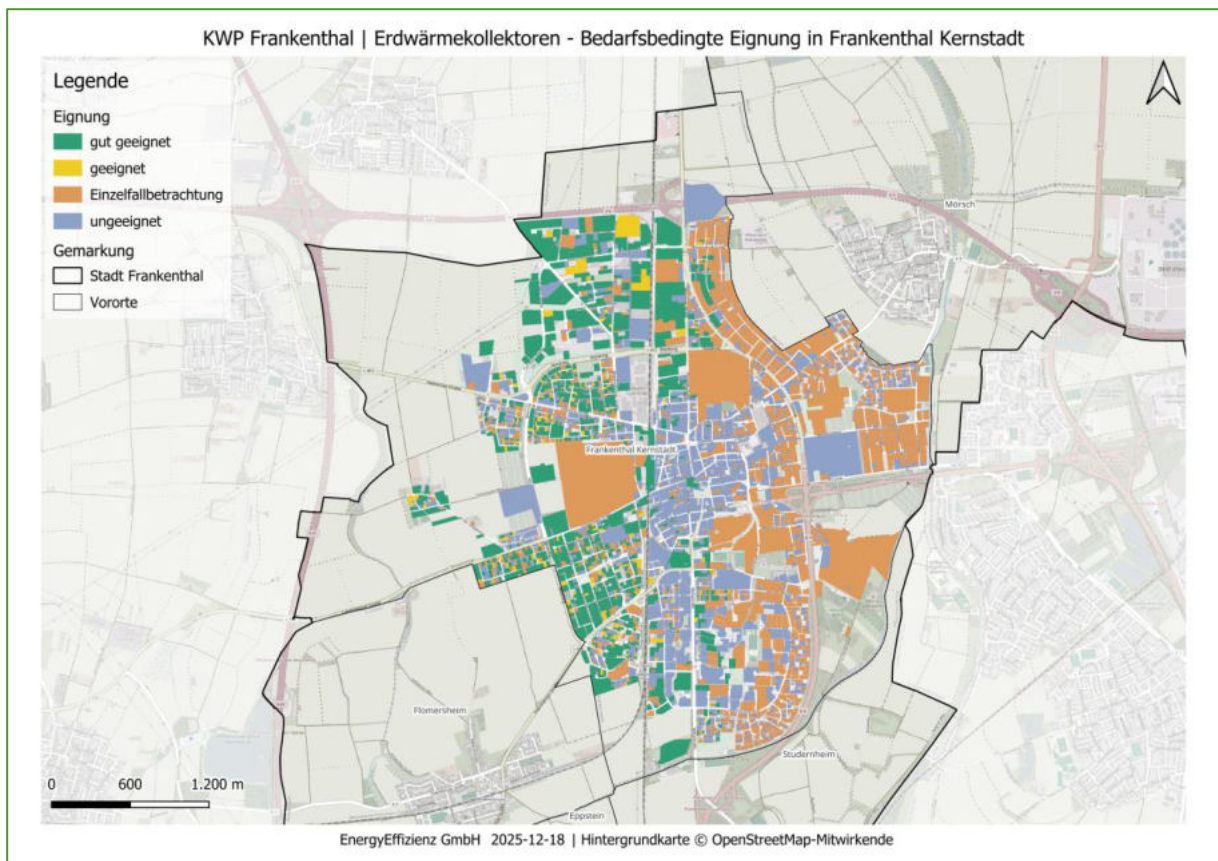 KWP Frankenthal | Erdwärmekollektoren - Bedarfsbedingte Eignung in Frankenthal Kernstadt
Legende
Eignung
gut geeignet
geeignet
Einzelfallbetrachtung
ungeeignet
Gemarkung
Stadt Frankenthal
Vororte
Mörsch
Frankenthal Kernstadt
Flomersheim
Studernheim
Eppstein
0 600 1.200 m
EnergyEffizienz GmbH 2025-12-18 | Hintergrundkarte © OpenStreetMap-Mitwirkende